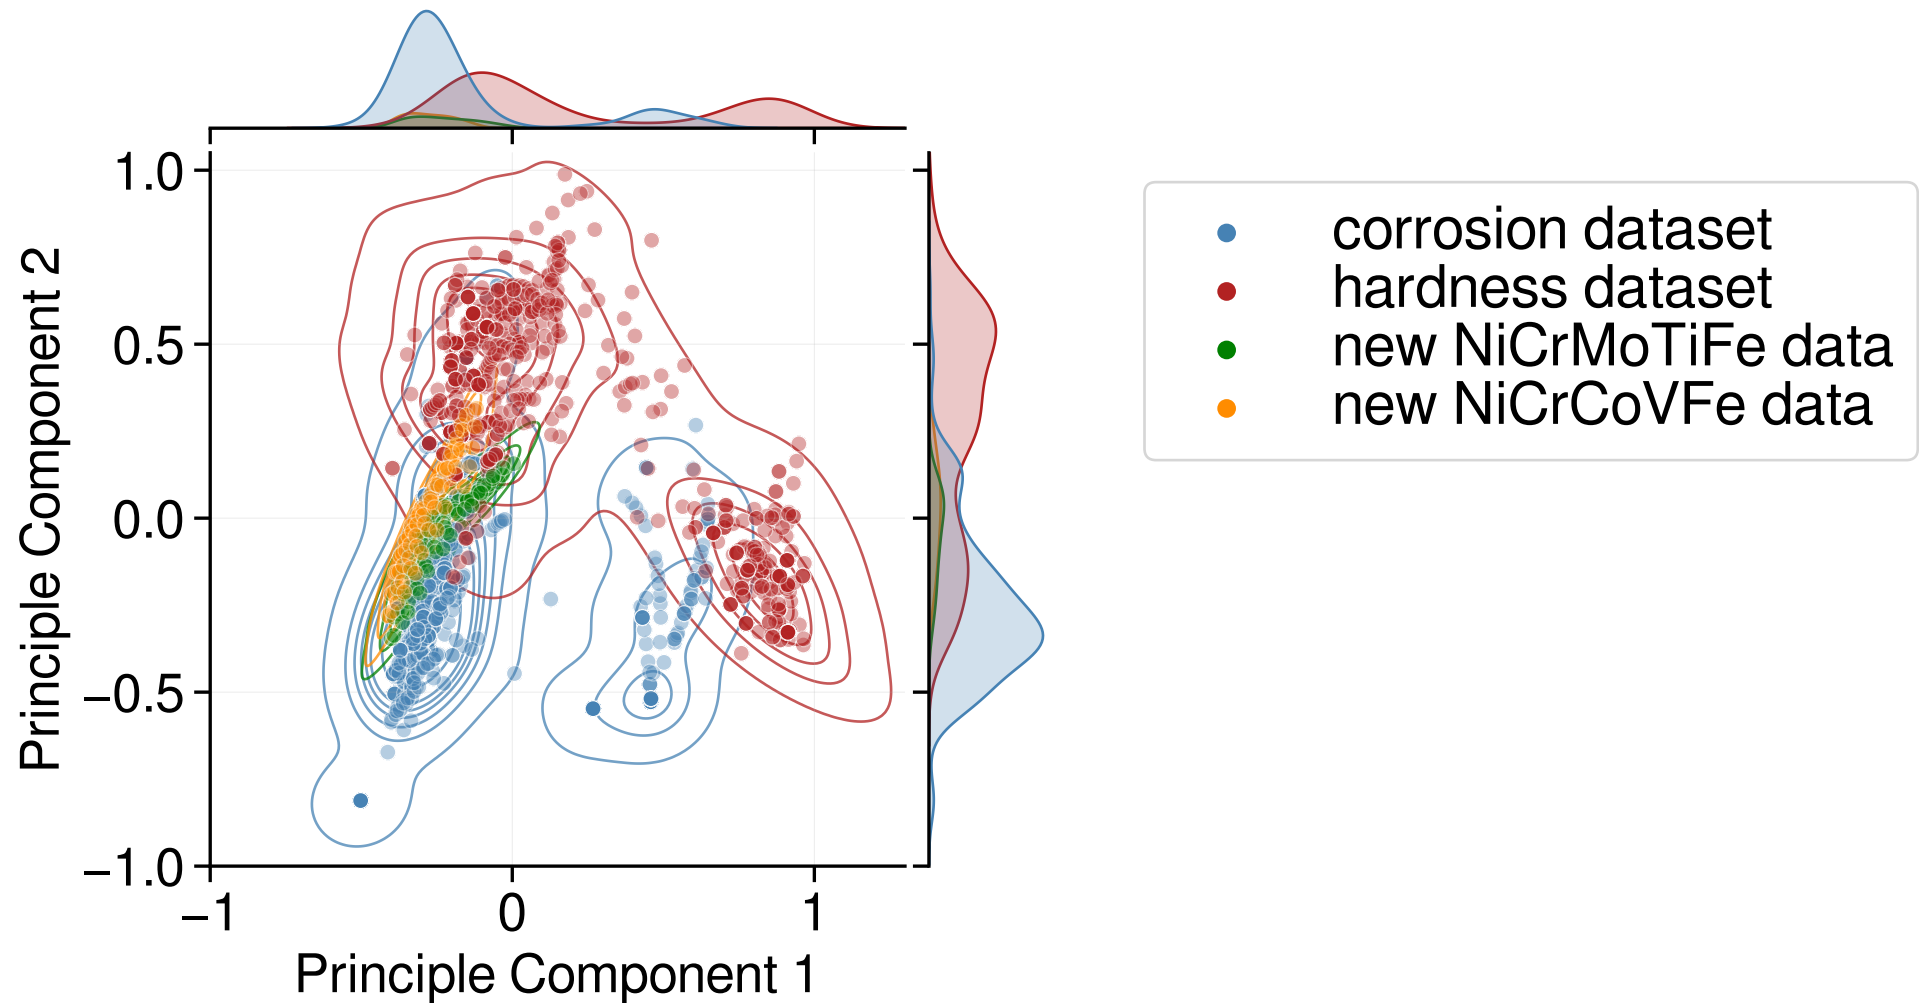 1.0
0.5
0.0
−0.5
−1.0
−1
0
1
Principle Component 1
Principle Component 2
corrosion dataset
hardness dataset
new NiCrMoTiFe data
new NiCrCoVFe data